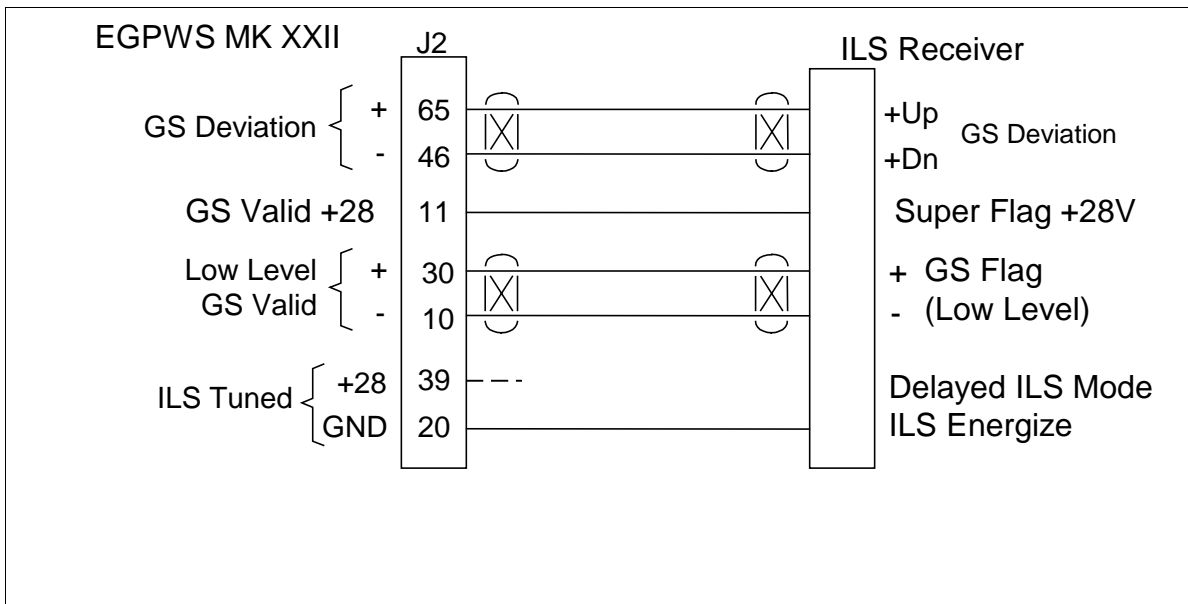 EGPWS MK XXII
J2
ILS Receiver
GS Deviation
+
65
+Up
GS Deviation
-
46
+Dn
GS Valid +28
11
Super Flag +28V
Low Level
GS Valid
+
30
+ GS Flag
-
10
- (Low Level)
ILS Tuned
+28
39
Delayed ILS Mode
GND
20
ILS Energize